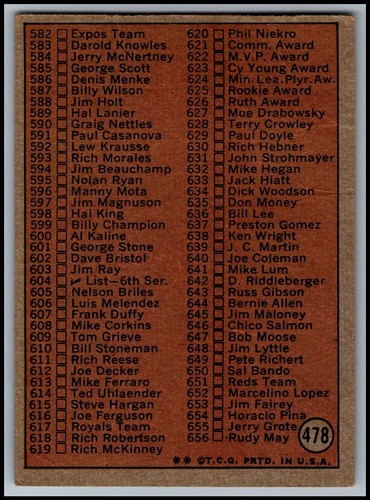 582 Expos Team
583 Darold Knowles
584 Jerry McNertney
585 George Scott
586 Denis Menke
587 Billy Wilson
588 Jim Holt
589 Hal Lanier
590 Graig Nettles
591 Paul Casanova
592 Lew Krausse
593 Rich Morales
594 Jim Beauchamp
595 Nolan Ryan
596 Manny Mota
597 Jim Magnuson
598 Hal King
599 Billy Champion
600 Al Kaline
601 George Stone
602 Dave Bristol
603 Jim Ray
604 ✓ List—6th Ser.
605 Nelson Briles
606 Luis Melendez
607 Frank Duffy
608 Mike Corkins
609 Tom Grieve
610 Bill Stoneman
611 Rich Reese
612 Joe Decker
613 Mike Ferraro
614 Ted Uhlaender
615 Steve Hargan
616 Joe Ferguson
617 Royals Team
618 Rich Robertson
619 Rich McKinney
620 Phil Niekro
621 Comm. Award
622 M.V.P. Award
623 Cy Young Award
624 Min. Lea. Plyr. Aw.
625 Rookie Award
626 Ruth Award
627 Moe Drabowsky
628 Terry Crowley
629 Paul Doyle
630 Rich Hebner
631 John Strohmayer
632 Mike Hegan
633 Jack Hiatt
634 Dick Woodson
635 Don Money
636 Bill Lee
637 Preston Gomez
638 Ken Wright
639 J. C. Martin
640 Joe Coleman
641 Mike Lum
642 D. Riddleberger
643 Russ Gibson
644 Bernie Allen
645 Jim Maloney
646 Chico Salmon
647 Bob Moose
648 Jim Lyttle
649 Pete Richert
650 Sal Bando
651 Reds Team
652 Marcelino Lopez
653 Jim Fairey
654 Horacio Pina
655 Jerry Grote
656 Rudy May
478
** © T.C.G. PRTD. IN U.S.A.